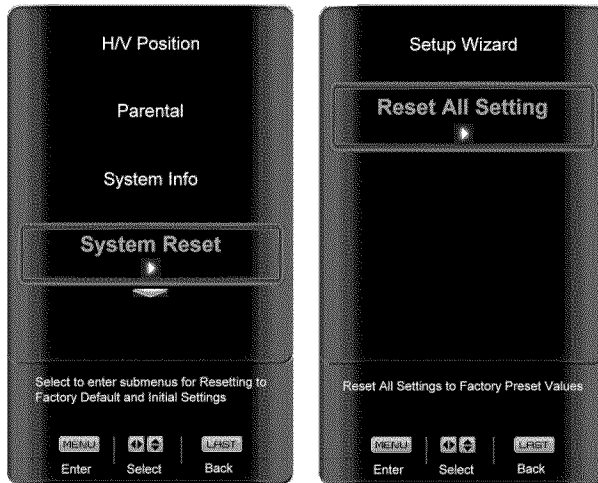 H/V Position
Parental
System Info
System Reset
Select to enter submenus for Resetting to
Factory Default and Initial Settings
MENU LAST
Enter Select Back
Setup Wizard
Reset All Setting
Reset All Settings to Factory Preset Values
MENU LAST
Enter Select Back